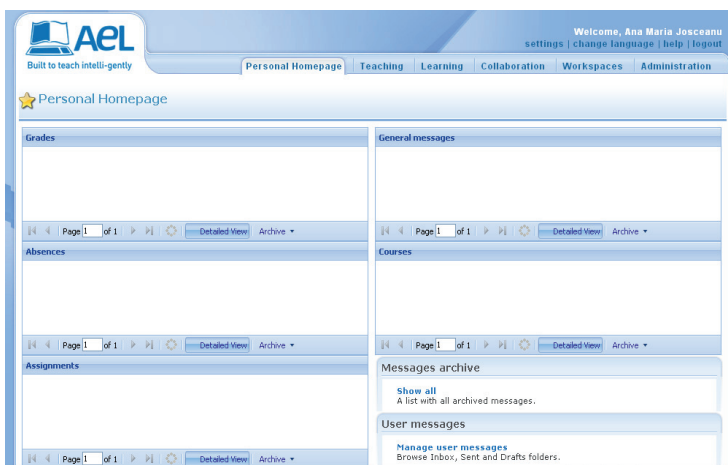 AeL
Built to teach intelli-gently
Welcome, Ana Maria Josceanu
settings | change language | help | logout
Personal Homepage Teaching Learning Collaboration Workspaces Administration
Personal Homepage
Grades
Page 1 of 1 Detailed View Archive
General messages
Page 1 of 1 Detailed View Archive
Absences
Page 1 of 1 Detailed View Archive
Courses
Page 1 of 1 Detailed View Archive
Assignments
Page 1 of 1 Detailed View Archive
Messages archive
Show all
A list with all archived messages.
User messages
Manage user messages
Browse Inbox, Sent and Drafts folders.